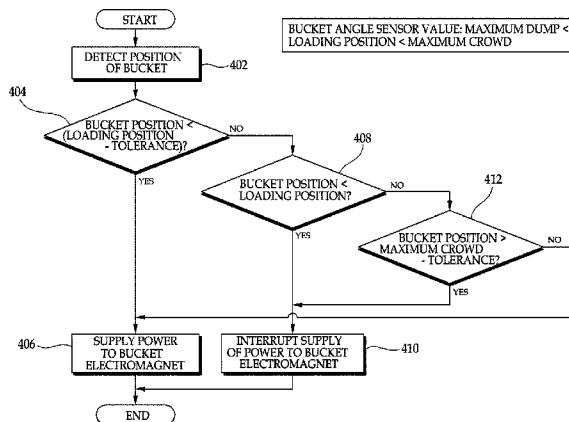 START
BUCKET ANGLE SENSOR VALUE: MAXIMUM DUMP <
LOADING POSITION < MAXIMUM CROWD
DETECT POSITION
OF BUCKET
402
404
BUCKET POSITION <
(LOADING POSITION
- TOLERANCE)?
NO
YES
408
BUCKET POSITION <
LOADING POSITION?
NO
YES
412
BUCKET POSITION >
MAXIMUM CROWD
- TOLERANCE?
NO
YES
406
SUPPLY POWER
TO BUCKET
ELECTROMAGNET
INTERRUPT SUPPLY
OF POWER TO BUCKET
ELECTROMAGNET
410
END